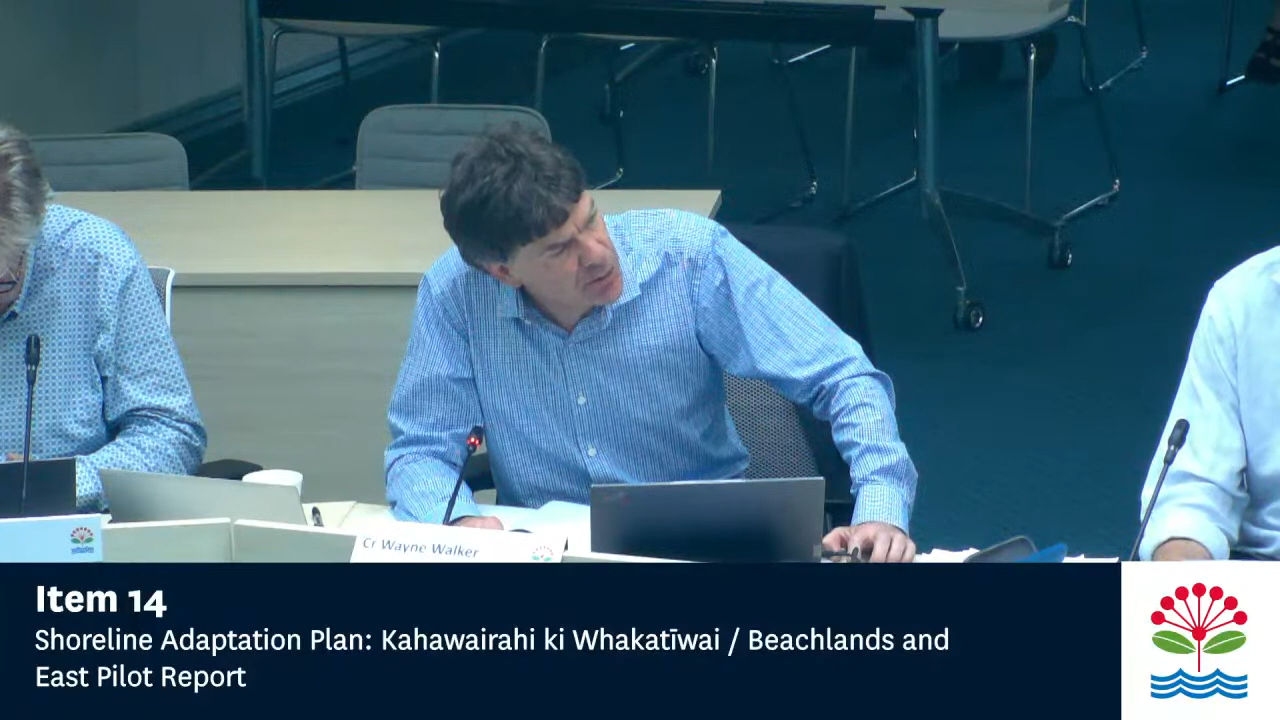 Cr Wayne Walker
Item 14
Shoreline Adaptation Plan: Kahawairahi ki Whakatīwai / Beachlands and
East Pilot Report